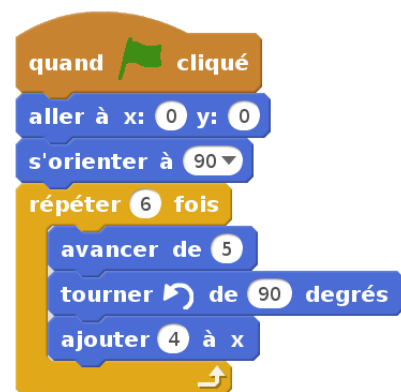 quand cliqué
aller à x: 0 y: 0
s'orienter à 90
répéter 6 fois
avancer de 5
tourner de 90 degrés
ajouter 4 à x